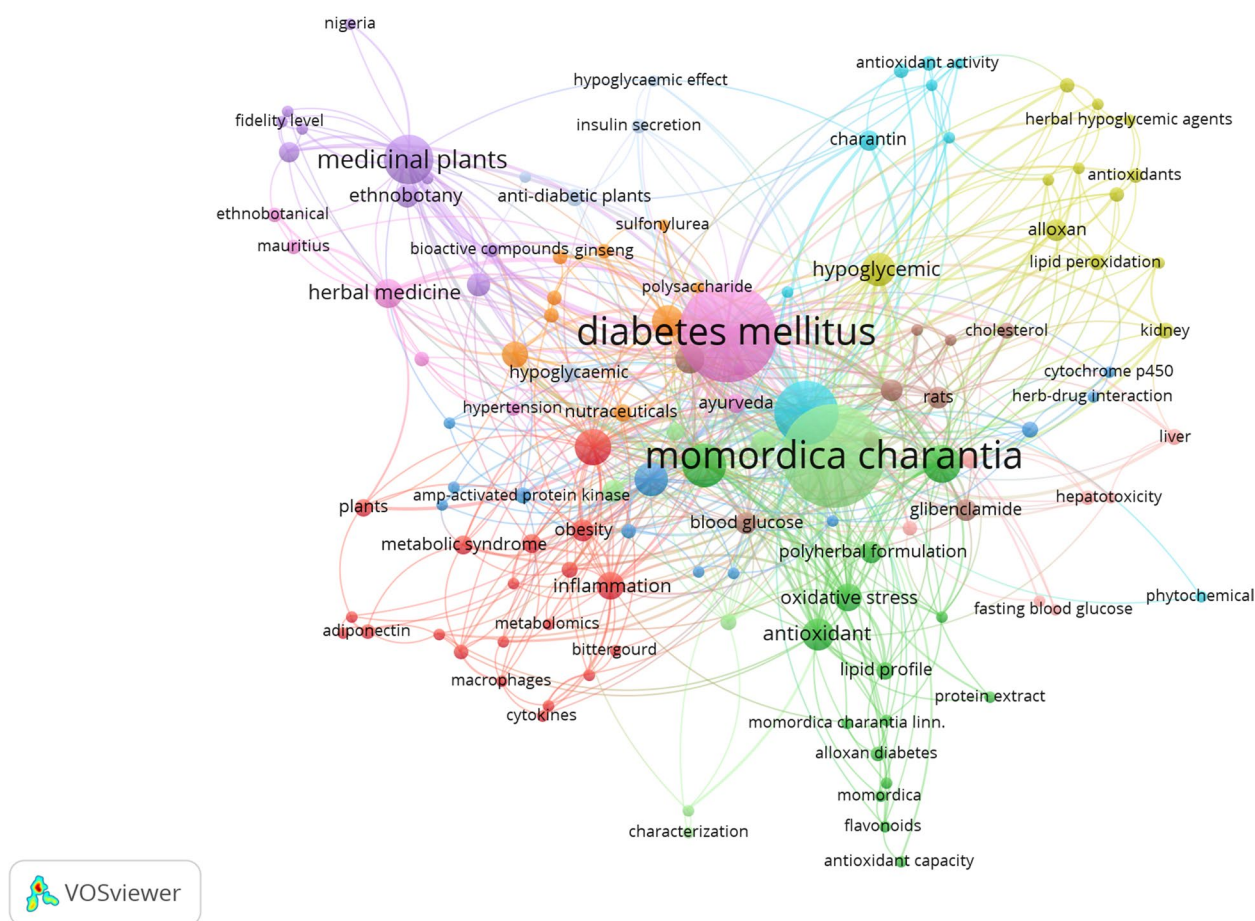 nigeria
hypoglycaemic effect
antioxidant activity
fidelity level
insulin secretion
charantin
herbal hypoglycemic agents
medicinal plants
ethnobotany
anti-diabetic plants
antioxidants
ethnobotanical
sulfonylurea
alloxan
mauritius
bioactive compounds
ginseng
hypoglycemic
lipid peroxidation
herbal medicine
polysaccharide
diabetes mellitus
cholesterol
kidney
hypoglycaemic
cytochrome p450
hypertension
nutraceuticals
ayurveda
rats
herb-drug interaction
liver
momordica charantia
plants
amp-activated protein kinase
blood glucose
glibenclamide
hepatotoxicity
metabolic syndrome
obesity
polyherbal formulation
inflammation
oxidative stress
fasting blood glucose
phytochemical
adiponectin
metabolomics
antioxidant
bittergourd
lipid profile
macrophages
protein extract
cytokines
momordica charantia linn.
alloxan diabetes
momordica
characterization
flavonoids
antioxidant capacity
VOSviewer